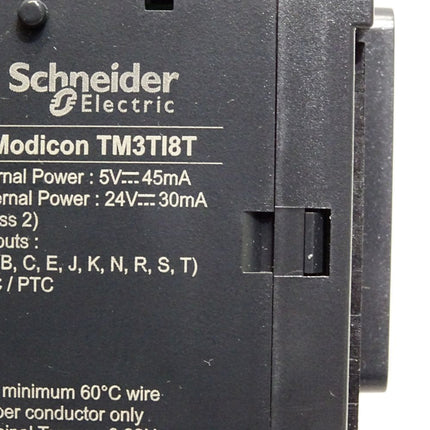 Schneider
Electric
Modicon TM3TI8T
rnal Power : 5V⎓ 45mA
ernal Power : 24V⎓ 30mA
ss 2)
outs :
B, C, E, J, K, N, R, S, T)
C / PTC
minimum 60°C wire
per conductor only